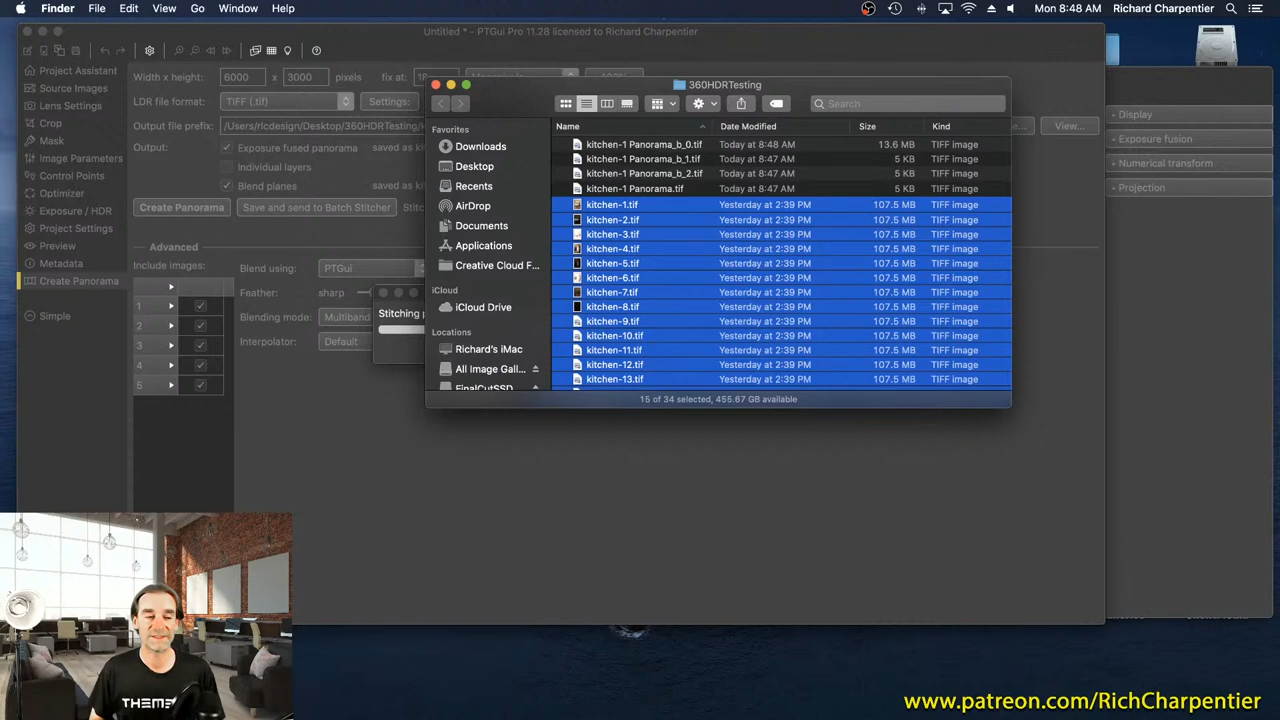 Finder File Edit View Go Window Help
Mon 8:48 AM Richard Charpentier
Untitled * - PTGui Pro 11.28 licensed to Richard Charpentier
Project Assistant
Source Images
Lens Settings
Crop
Mask
Image Parameters
Control Points
Optimizer
Exposure / HDR
Project Settings
Preview
Metadata
Create Panorama
Simple
Width x height: 6000 x 3000 pixels fix at:
LDR file format: TIFF (.tif) Settings:
Output file prefix: /Users/rlcdesign/Desktop/360HDRTesting/
Output: Exposure fused panorama saved as
Individual layers
Blend planes saved as
Create Panorama Save and send to Batch Stitcher
Advanced
Include images:
1
2
3
4
5
Blend using: PTGui
Feather: sharp
Blending mode: Multiband
Interpolator: Default
Stitching
View...
Display
Exposure fusion
Numerical transform
Projection
360HDRTesting
Search
Favorites
Downloads
Desktop
Recents
AirDrop
Documents
Applications
Creative Cloud F...
iCloud
iCloud Drive
Locations
Richard's iMac
All Image Gall...
FinalCutSSD
Name Date Modified Size Kind
kitchen-1 Panorama_b_0.tif Today at 8:48 AM 13.6 MB TIFF image
kitchen-1 Panorama_b_1.tif Today at 8:47 AM 5 KB TIFF image
kitchen-1 Panorama_b_2.tif Today at 8:47 AM 5 KB TIFF image
kitchen-1 Panorama.tif Today at 8:47 AM 5 KB TIFF image
kitchen-1.tif Yesterday at 2:39 PM 107.5 MB TIFF image
kitchen-2.tif Yesterday at 2:39 PM 107.5 MB TIFF image
kitchen-3.tif Yesterday at 2:39 PM 107.5 MB TIFF image
kitchen-4.tif Yesterday at 2:39 PM 107.5 MB TIFF image
kitchen-5.tif Yesterday at 2:39 PM 107.5 MB TIFF image
kitchen-6.tif Yesterday at 2:39 PM 107.5 MB TIFF image
kitchen-7.tif Yesterday at 2:39 PM 107.5 MB TIFF image
kitchen-8.tif Yesterday at 2:39 PM 107.5 MB TIFF image
kitchen-9.tif Yesterday at 2:39 PM 107.5 MB TIFF image
kitchen-10.tif Yesterday at 2:39 PM 107.5 MB TIFF image
kitchen-11.tif Yesterday at 2:39 PM 107.5 MB TIFF image
kitchen-12.tif Yesterday at 2:39 PM 107.5 MB TIFF image
kitchen-13.tif Yesterday at 2:39 PM 107.5 MB TIFF image
15 of 34 selected, 455.67 GB available
THEM
www.patreon.com/RichCharpentier